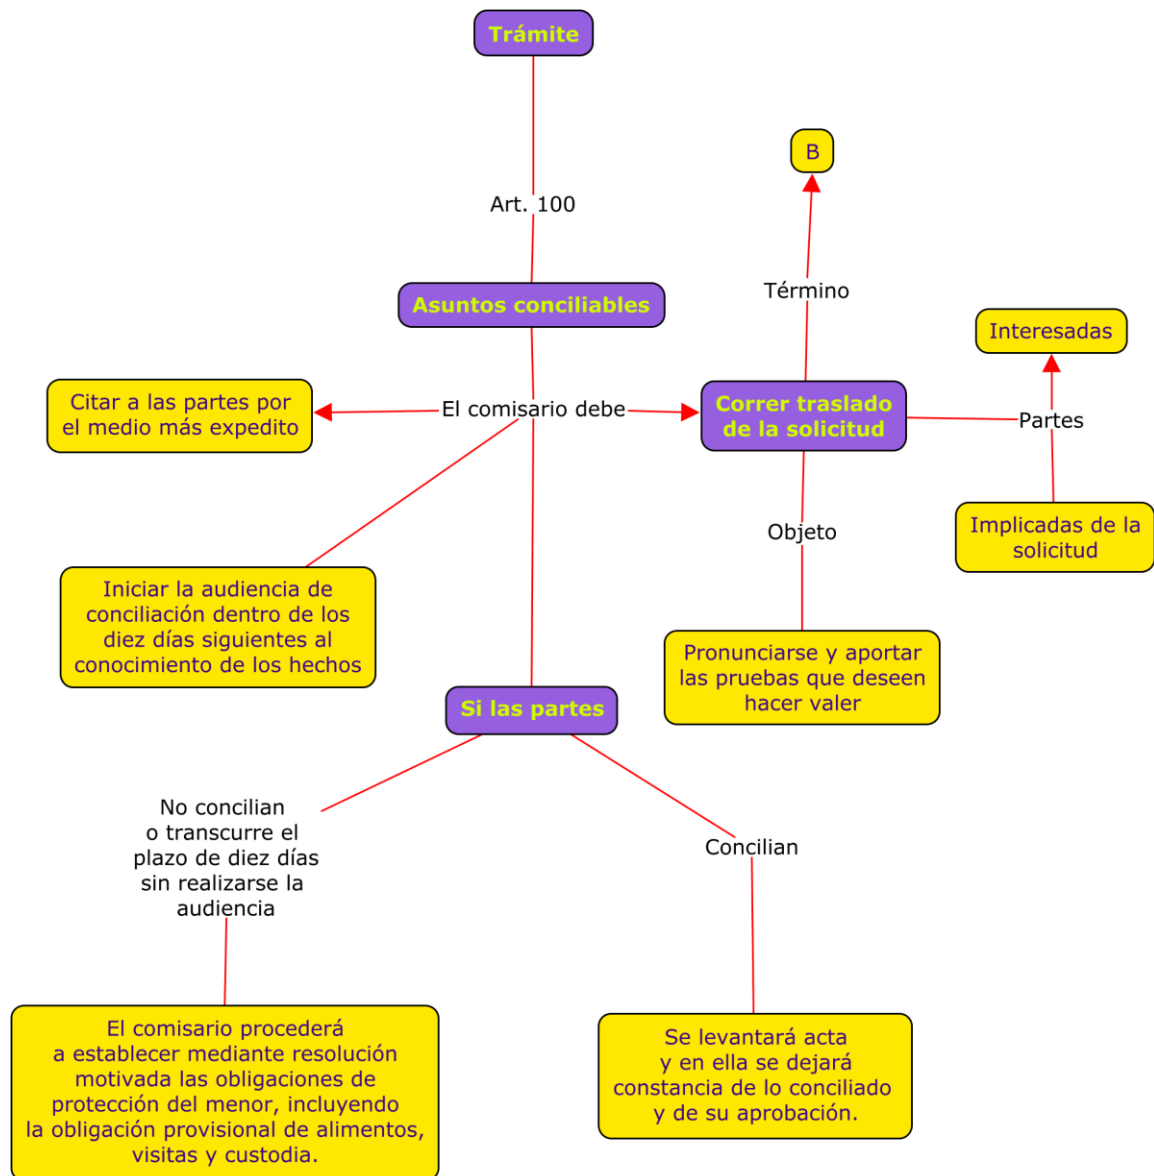 Trámite
Art. 100
Asuntos conciliables
El comisario debe
Citar a las partes por
el medio más expedito
Iniciar la audiencia de
conciliación dentro de los
diez días siguientes al
conocimiento de los hechos
Correr traslado
de la solicitud
Término
B
Partes
Interesadas
Implicadas de la
solicitud
Objeto
Pronunciarse y aportar
las pruebas que deseen
hacer valer
Si las partes
No concilian
o transcurre el
plazo de diez días
sin realizarse la
audiencia
El comisario procederá
a establecer mediante resolución
motivada las obligaciones de
protección del menor, incluyendo
la obligación provisional de alimentos,
visitas y custodia.
Concilian
Se levantará acta
y en ella se dejará
constancia de lo conciliado
y de su aprobación.